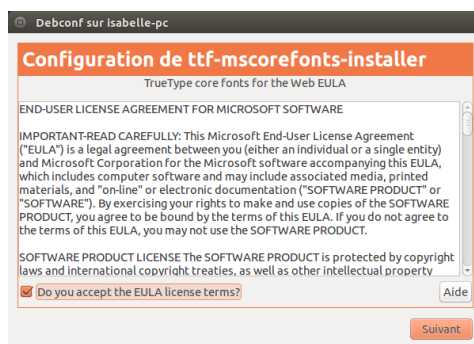 Debconf sur isabelle-pc
Configuration de ttf-mscorefonts-installer
TrueType core fonts for the Web EULA
END-USER LICENSE AGREEMENT FOR MICROSOFT SOFTWARE
IMPORTANT-READ CAREFULLY: This Microsoft End-User License Agreement
("EULA") is a legal agreement between you (either an individual or a single entity)
and Microsoft Corporation for the Microsoft software accompanying this EULA,
which includes computer software and may include associated media, printed
materials, and "on-line" or electronic documentation ("SOFTWARE PRODUCT" or
"SOFTWARE"). By exercising your rights to make and use copies of the SOFTWARE
PRODUCT, you agree to be bound by the terms of this EULA. If you do not agree to
the terms of this EULA, you may not use the SOFTWARE PRODUCT.
SOFTWARE PRODUCT LICENSE The SOFTWARE PRODUCT is protected by copyright
laws and international copyright treaties, as well as other intellectual property
Do you accept the EULA license terms?
Aide
Suivant